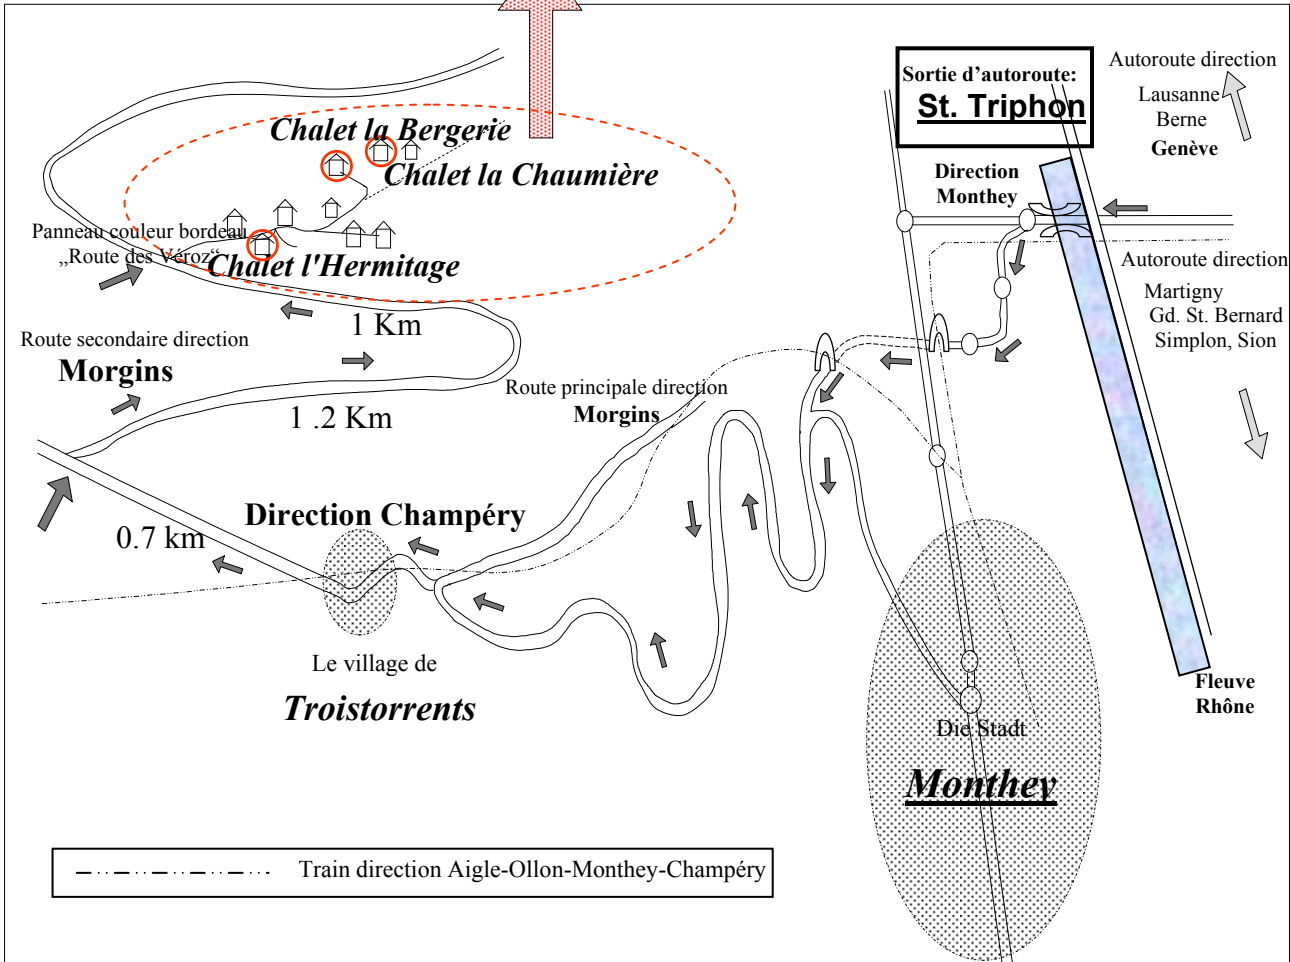 Sortie d'autoroute:
St. Triphon
Autoroute direction
Lausanne
Berne
Genève
Chalet la Bergerie
Chalet la Chaumière
Direction
Monthey
Panneau couleur bordeau
„Route des Véroz“
Chalet l'Hermitage
Autoroute direction
Martigny
Gd. St. Bernard
Simplon, Sion
1 Km
Route secondaire direction
Morgins
1 .2 Km
Route principale direction
Morgins
Direction Champéry
0.7 km
Le village de
Troistorrents
Fleuve
Rhône
Die Stadt
Monthey
Train direction Aigle-Ollon-Monthey-Champéry